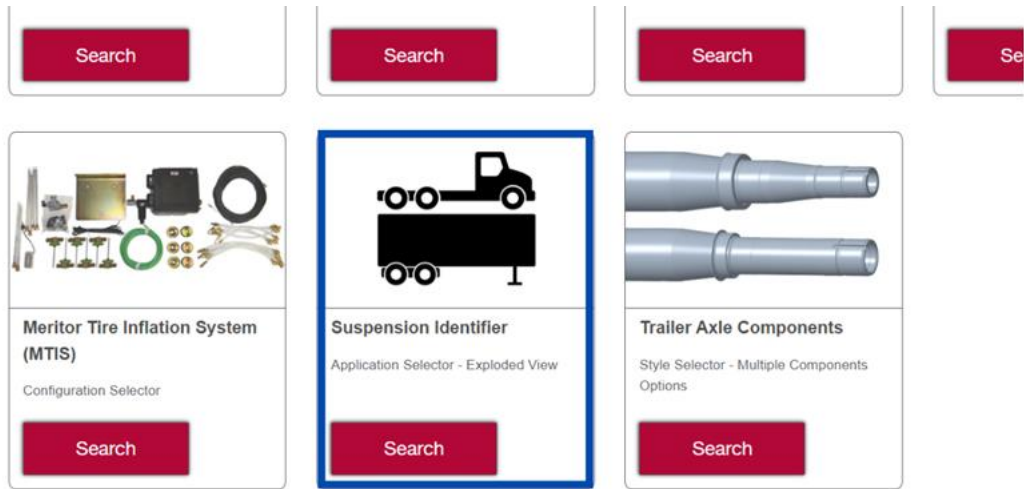 Search
Search
Search
Se
Meritor Tire Inflation System
(MTIS)
Configuration Selector
Search
Suspension Identifier
Application Selector - Exploded View
Search
Trailer Axle Components
Style Selector - Multiple Components
Options
Search